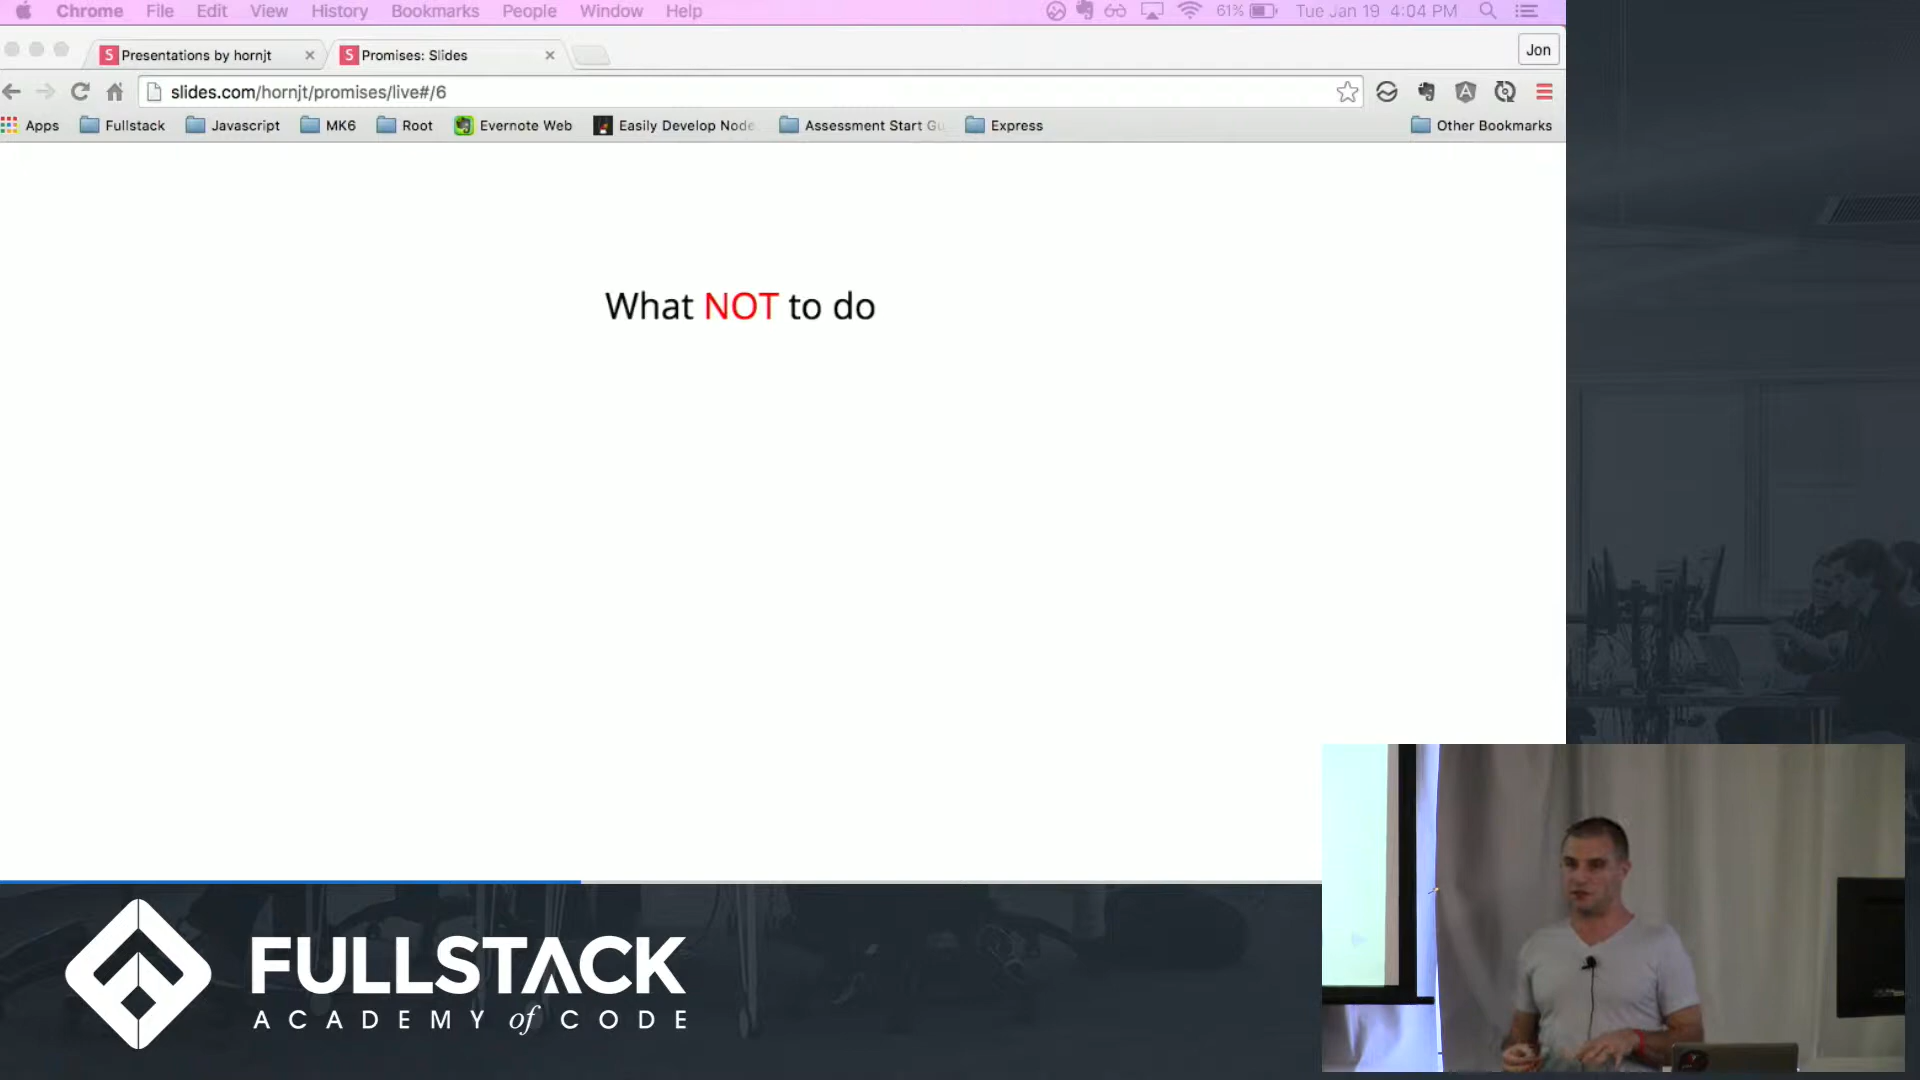 Chrome File Edit View History Bookmarks People Window Help 61% Tue Jan 19 4:04 PM
S Presentations by hornjt S Promises: Slides Jon
slides.com/hornjt/promises/live#/6
Apps Fullstack Javascript MK6 Root Evernote Web Easily Develop Node Assessment Start Gu Express Other Bookmarks
What NOT to do
FULLSTACK
ACADEMY of CODE